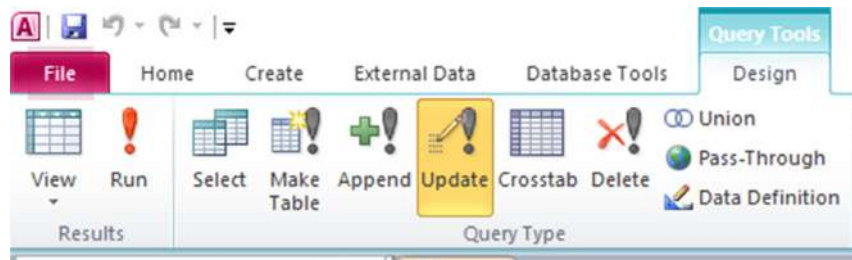 A
Query Tools
File Home Create External Data Database Tools Design
View Run Select Make Table Append Update Crosstab Delete
Union
Pass-Through
Data Definition
Results Query Type